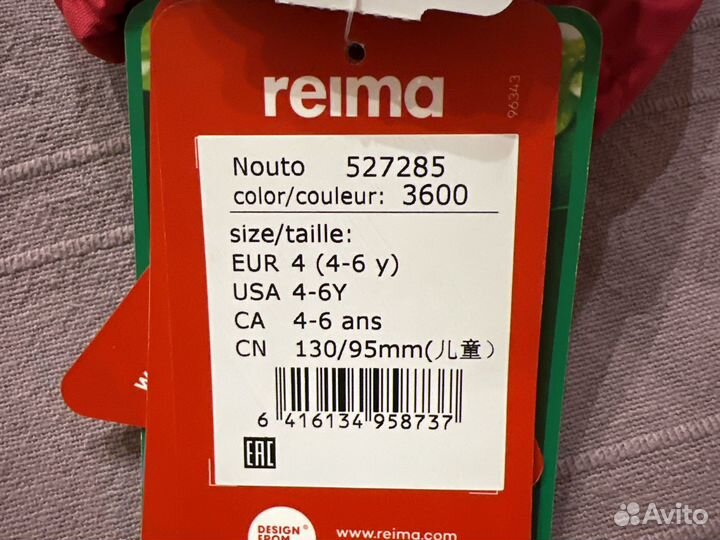 reima
96343
Nouto 527285
color/couleur: 3600
size/taille:
EUR 4 (4-6 y)
USA 4-6Y
CA 4-6 ans
CN 130/95mm(儿童)
6 416134 958737
EAC
DESIGN
FROM
www.reima.com
Avito